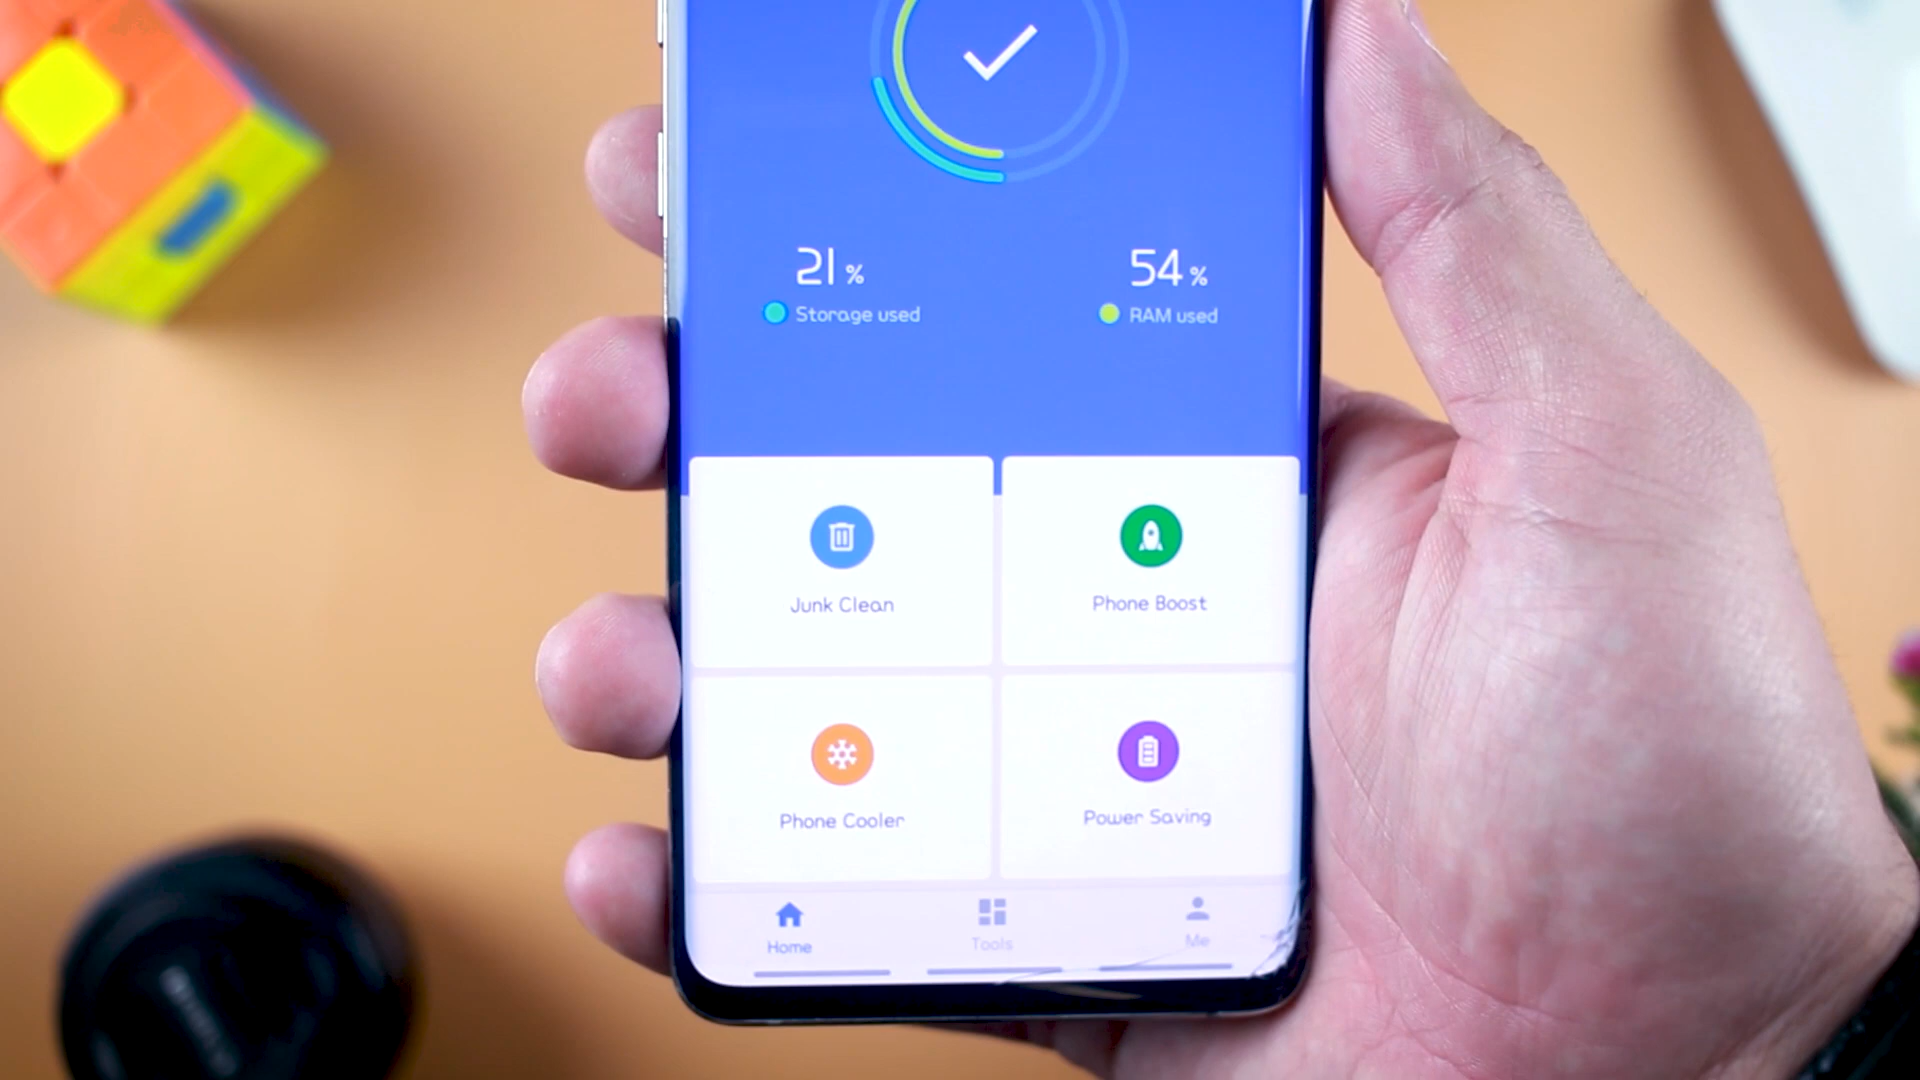 21 % 54 %
Storage used RAM used
Junk Clean Phone Boost
Phone Cooler Power Saving
Home Tools Me